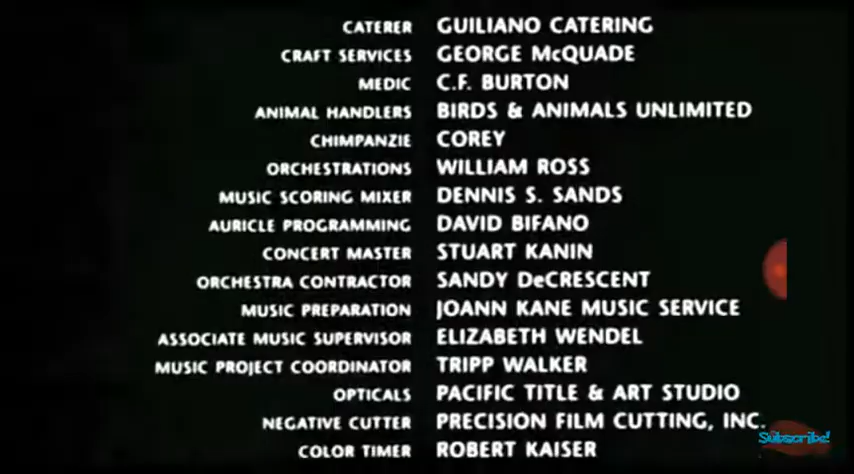 CATERER GUILIANO CATERING
CRAFT SERVICES GEORGE McQUADE
MEDIC C.F. BURTON
ANIMAL HANDLERS BIRDS & ANIMALS UNLIMITED
CHIMPANZIE COREY
ORCHESTRATIONS WILLIAM ROSS
MUSIC SCORING MIXER DENNIS S. SANDS
AURICLE PROGRAMMING DAVID BIFANO
CONCERT MASTER STUART KANIN
ORCHESTRA CONTRACTOR SANDY DeCRESCENT
MUSIC PREPARATION JOANN KANE MUSIC SERVICE
ASSOCIATE MUSIC SUPERVISOR ELIZABETH WENDEL
MUSIC PROJECT COORDINATOR TRIPP WALKER
OPTICALS PACIFIC TITLE & ART STUDIO
NEGATIVE CUTTER PRECISION FILM CUTTING, INC.
Subscribe!
COLOR TIMER ROBERT KAISER